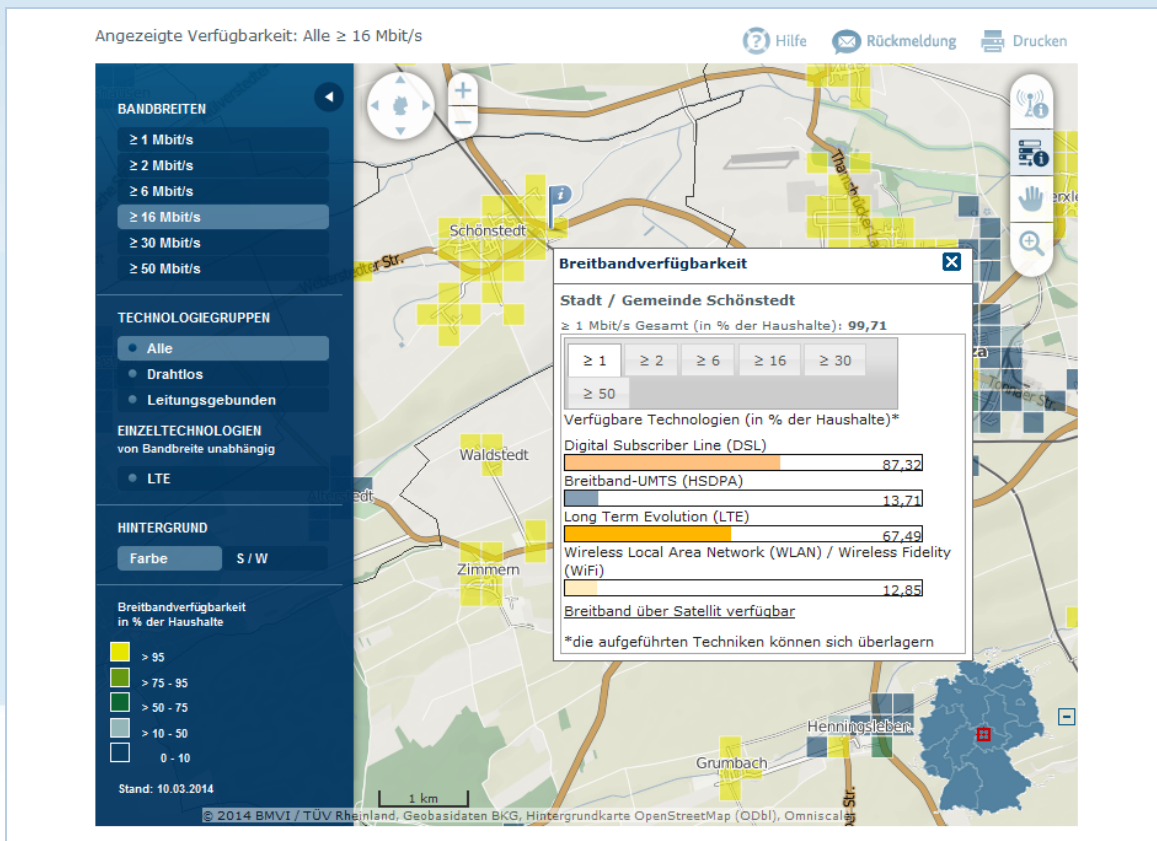 Angezeigte Verfügbarkeit: Alle ≥ 16 Mbit/s
Hilfe
Rückmeldung
Drucken
BANDBREITEN
≥ 1 Mbit/s
≥ 2 Mbit/s
≥ 6 Mbit/s
≥ 16 Mbit/s
≥ 30 Mbit/s
≥ 50 Mbit/s
TECHNOLOGIEGRUPPEN
Alle
Drahtlos
Leitungsgebunden
EINZELTECHNOLOGIEN
von Bandbreite unabhängig
LTE
HINTERGRUND
Farbe S / W
Breitbandverfügbarkeit
in % der Haushalte
> 95
> 75 - 95
> 50 - 75
> 10 - 50
0 - 10
Stand: 10.03.2014
Schönstedt
Waldstedt
Zimmern
Grumbach
Henningsleben
1 km
Breitbandverfügbarkeit
Stadt / Gemeinde Schönstedt
≥ 1 Mbit/s Gesamt (in % der Haushalte): 99,71
≥ 1 ≥ 2 ≥ 6 ≥ 16 ≥ 30
≥ 50
Verfügbare Technologien (in % der Haushalte)*
Digital Subscriber Line (DSL)
87,32
Breitband-UMTS (HSDPA)
13,71
Long Term Evolution (LTE)
67,49
Wireless Local Area Network (WLAN) / Wireless Fidelity
(WiFi)
12,85
Breitband über Satellit verfügbar
*die aufgeführten Techniken können sich überlagern
Tonnaer Str.
© 2014 BMVI / TÜV Rheinland, Geobasidaten BKG, Hintergrundkarte OpenStreetMap (ODbl), Omniscale